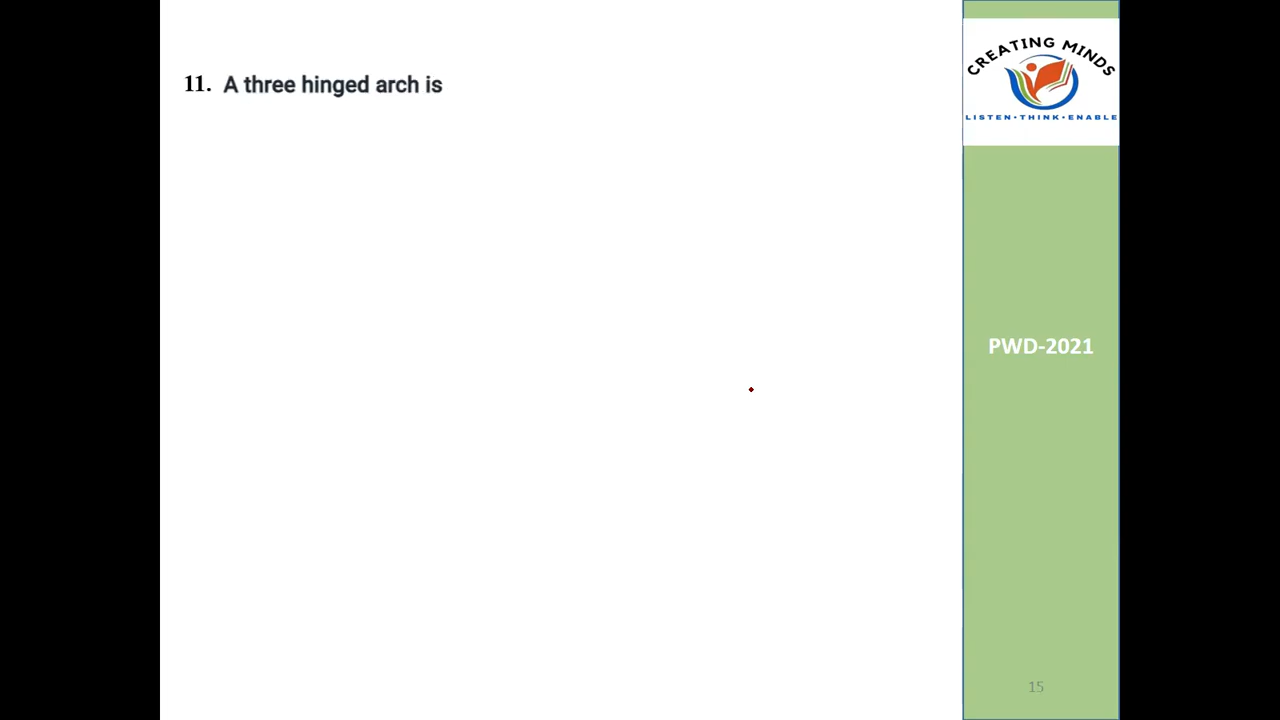 11. A three hinged arch is
CREATING MINDS
LISTEN•THINK•ENABLE
PWD-2021
15